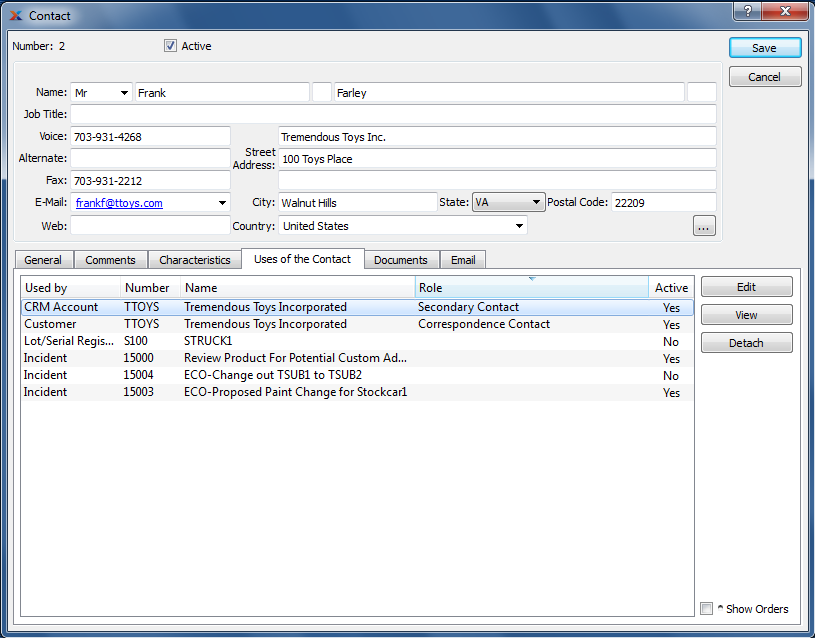 Contact ?
Number: 2 Active Save
Cancel
Name: Mr Frank Farley
Job Title:
Voice: 703-931-4268 Tremendous Toys Inc.
Alternate: Street Address: 100 Toys Place
Fax: 703-931-2212
E-Mail: frankf@ttoys.com City: Walnut Hills State: VA Postal Code: 22209
Web: Country: United States ...
General Comments Characteristics Uses of the Contact Documents Email
Used by Number Name Role Active Edit
CRM Account TTOYS Tremendous Toys Incorporated Secondary Contact Yes View
Customer TTOYS Tremendous Toys Incorporated Correspondence Contact Yes
Lot/Serial Regis... S100 STRUCK1 No Detach
Incident 15000 Review Product For Potential Custom Ad... Yes
Incident 15004 ECO-Change out TSUB1 to TSUB2 No
Incident 15003 ECO-Proposed Paint Change for Stockcar1 Yes
^ Show Orders